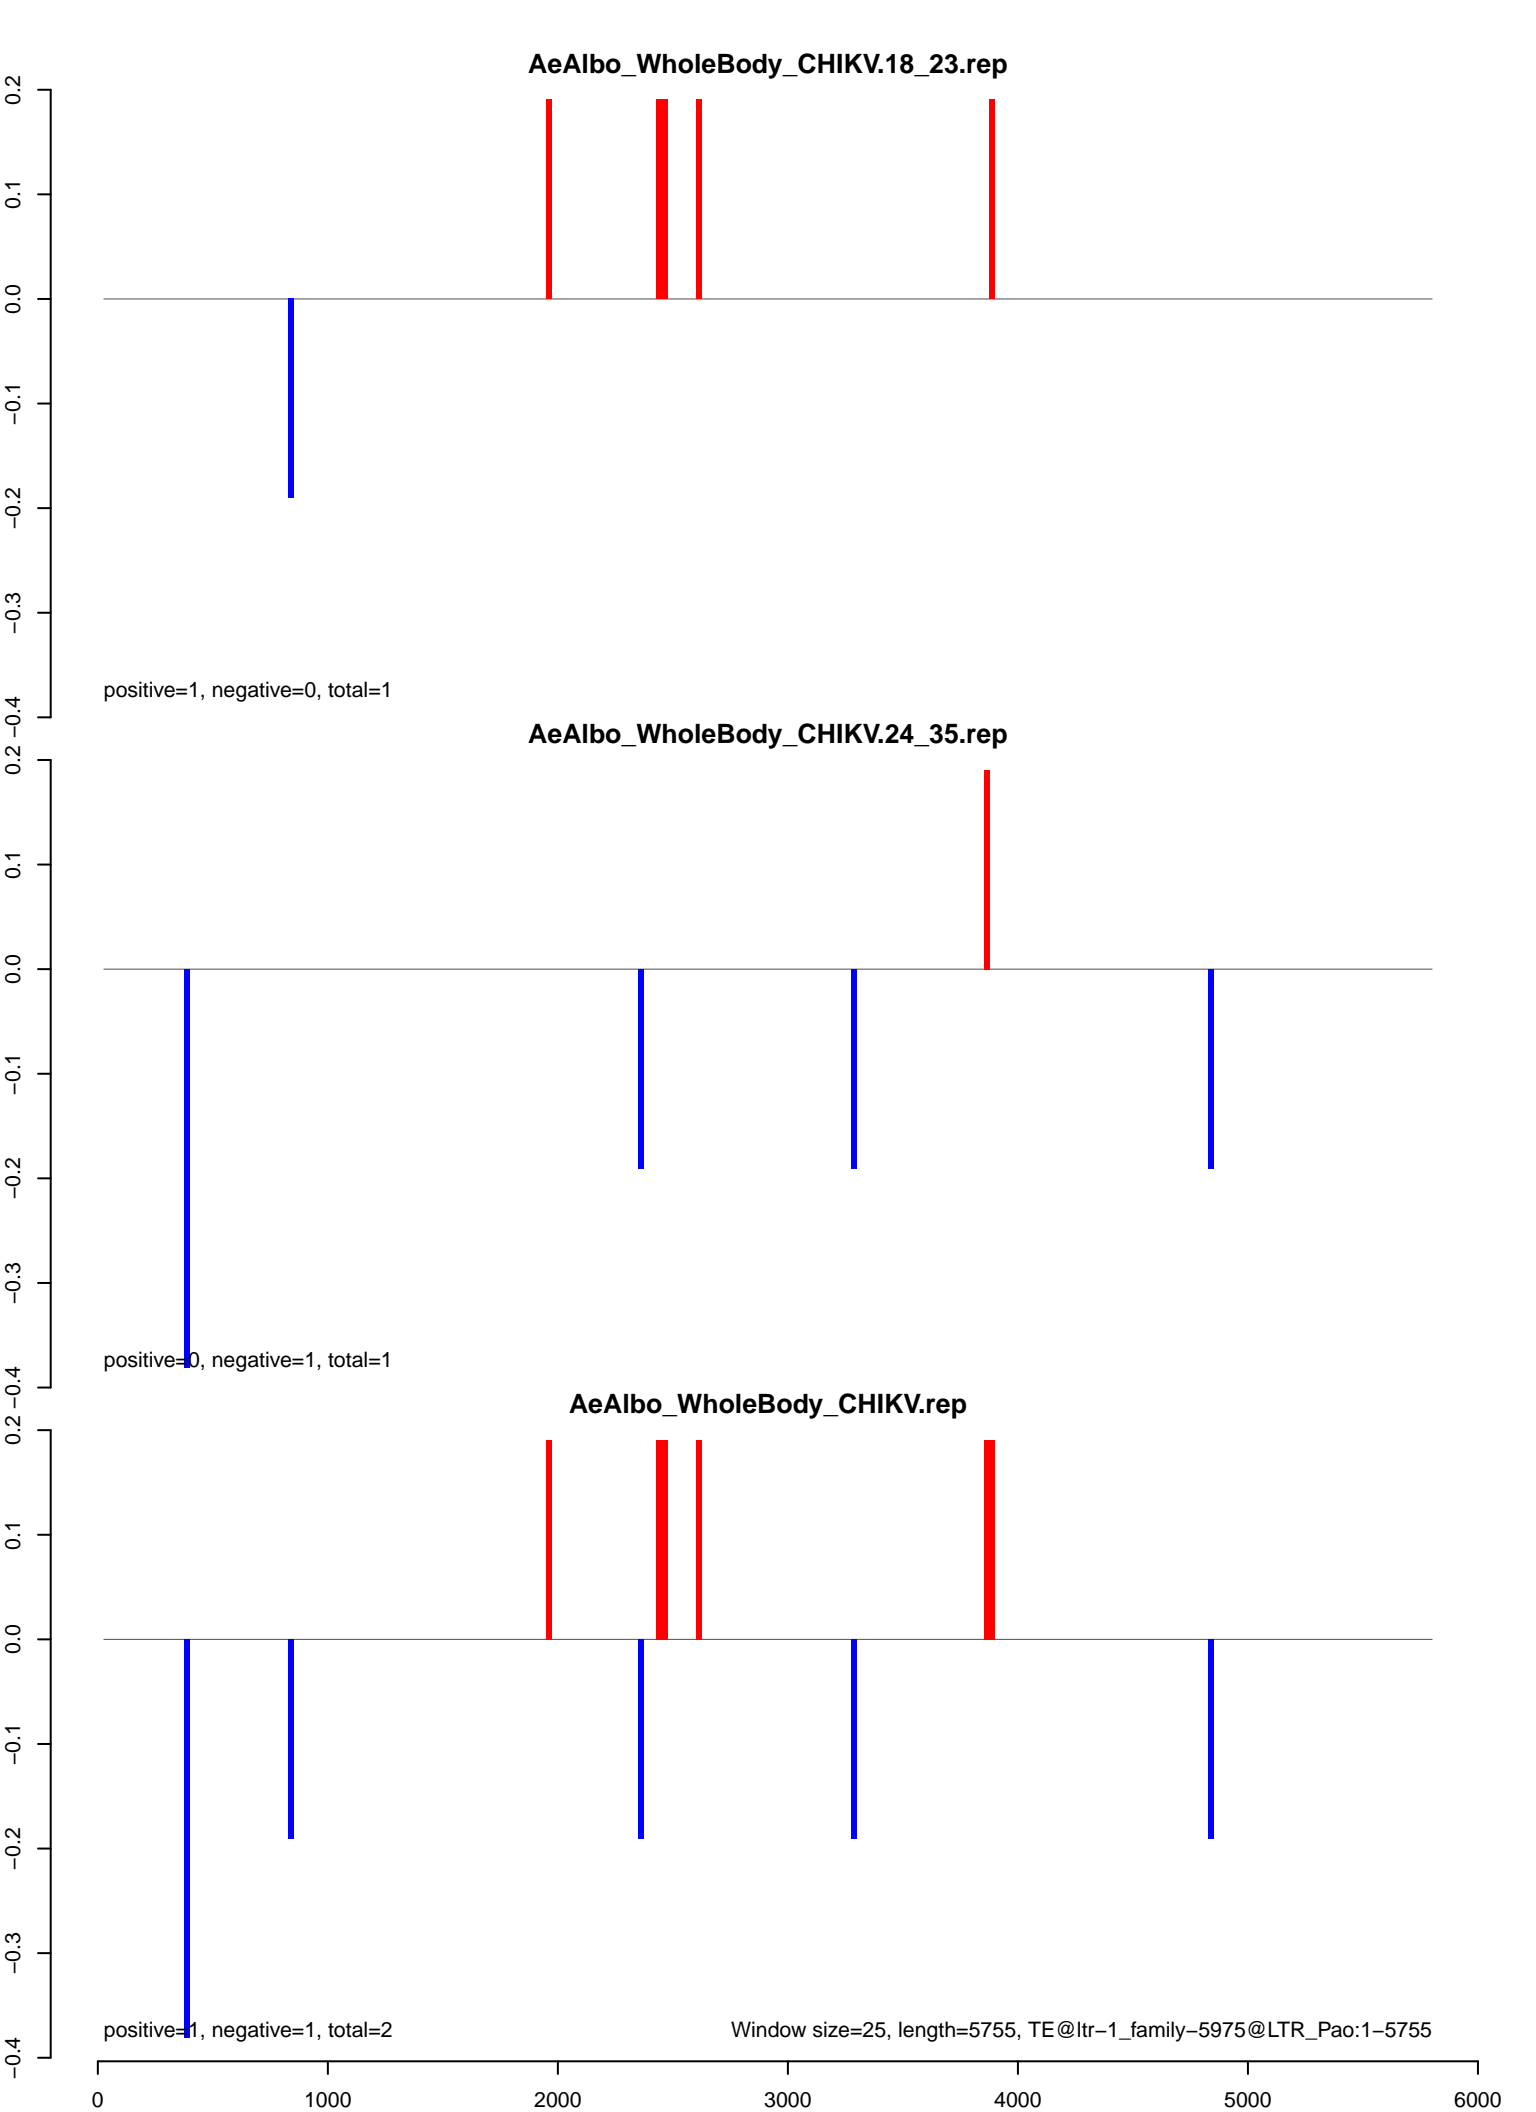 AeAlbo_WholeBody_CHIKV.18_23.rep
0.2
0.1
0.0
−0.1
−0.2
−0.3
−0.4
positive=1, negative=0, total=1
AeAlbo_WholeBody_CHIKV.24_35.rep
0.2
0.1
0.0
−0.1
−0.2
−0.3
−0.4
positive=0, negative=1, total=1
AeAlbo_WholeBody_CHIKV.rep
0.2
0.1
0.0
−0.1
−0.2
−0.3
−0.4
positive=1, negative=1, total=2
Window size=25, length=5755, TE@ltr−1_family−5975@LTR_Pao:1−5755
0 1000 2000 3000 4000 5000 6000